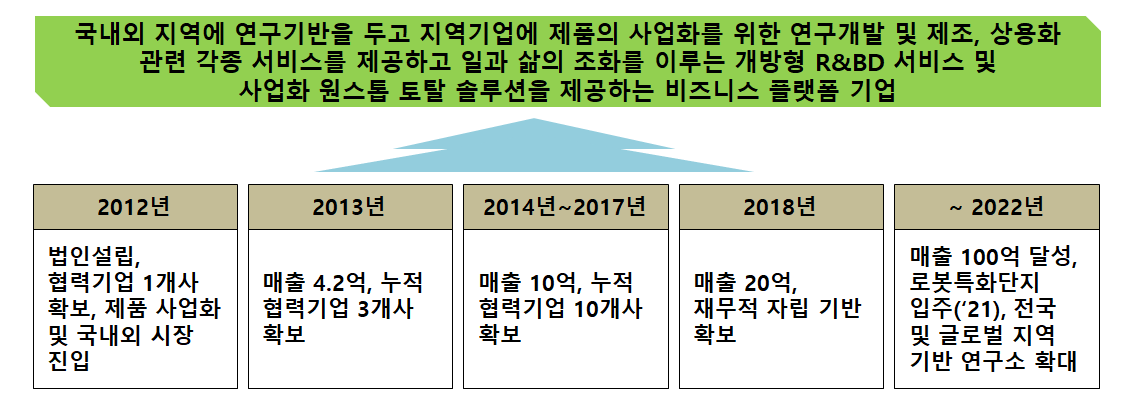 국내외 지역에 연구기반을 두고 지역기업에 제품의 사업화를 위한 연구개발 및 제조, 상용화
관련 각종 서비스를 제공하고 일과 삶의 조화를 이루는 개방형 R&BD 서비스 및
사업화 원스톱 토탈 솔루션을 제공하는 비즈니스 플랫폼 기업
2012년
법인설립,
협력기업 1개사
확보, 제품 사업화
및 국내외 시장
진입
2013년
매출 4.2억, 누적
협력기업 3개사
확보
2014년~2017년
매출 10억, 누적
협력기업 10개사
확보
2018년
매출 20억,
재무적 자립 기반
확보
~ 2022년
매출 100억 달성,
로봇특화단지
입주(‘21), 전국
및 글로벌 지역
기반 연구소 확대